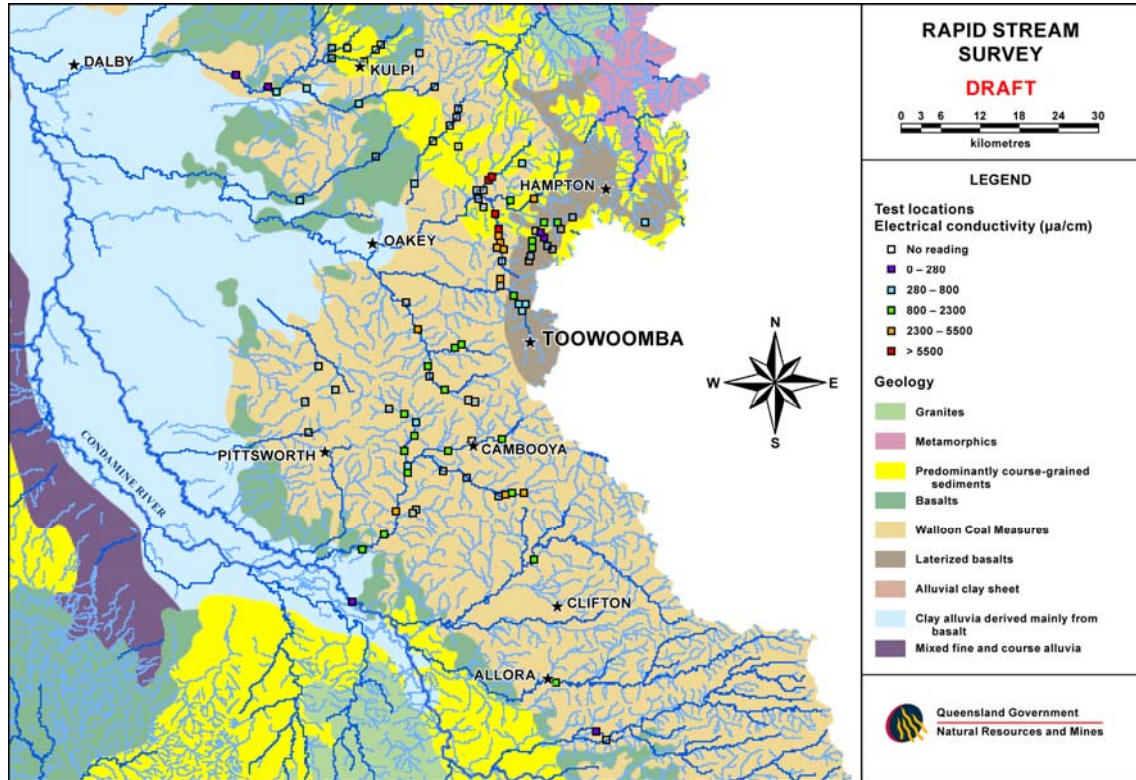 DALBY
KULPI
HAMPTON
OAKEY
TOOWOOMBA
CONDAMINE RIVER
PITTSWORTH
CAMBOOYA
CLIFTON
ALLORA
N
W
E
S
RAPID STREAM
SURVEY
DRAFT
0 3 6 12 18 24 30
kilometres
LEGEND
Test locations
Electrical conductivity (µa/cm)
No reading
0 – 280
280 – 800
800 – 2300
2300 – 5500
> 5500
Geology
Granites
Metamorphics
Predominantly course-grained
sediments
Basalts
Walloon Coal Measures
Laterized basalts
Alluvial clay sheet
Clay alluvia derived mainly from
basalt
Mixed fine and course alluvia
Queensland Government
Natural Resources and Mines